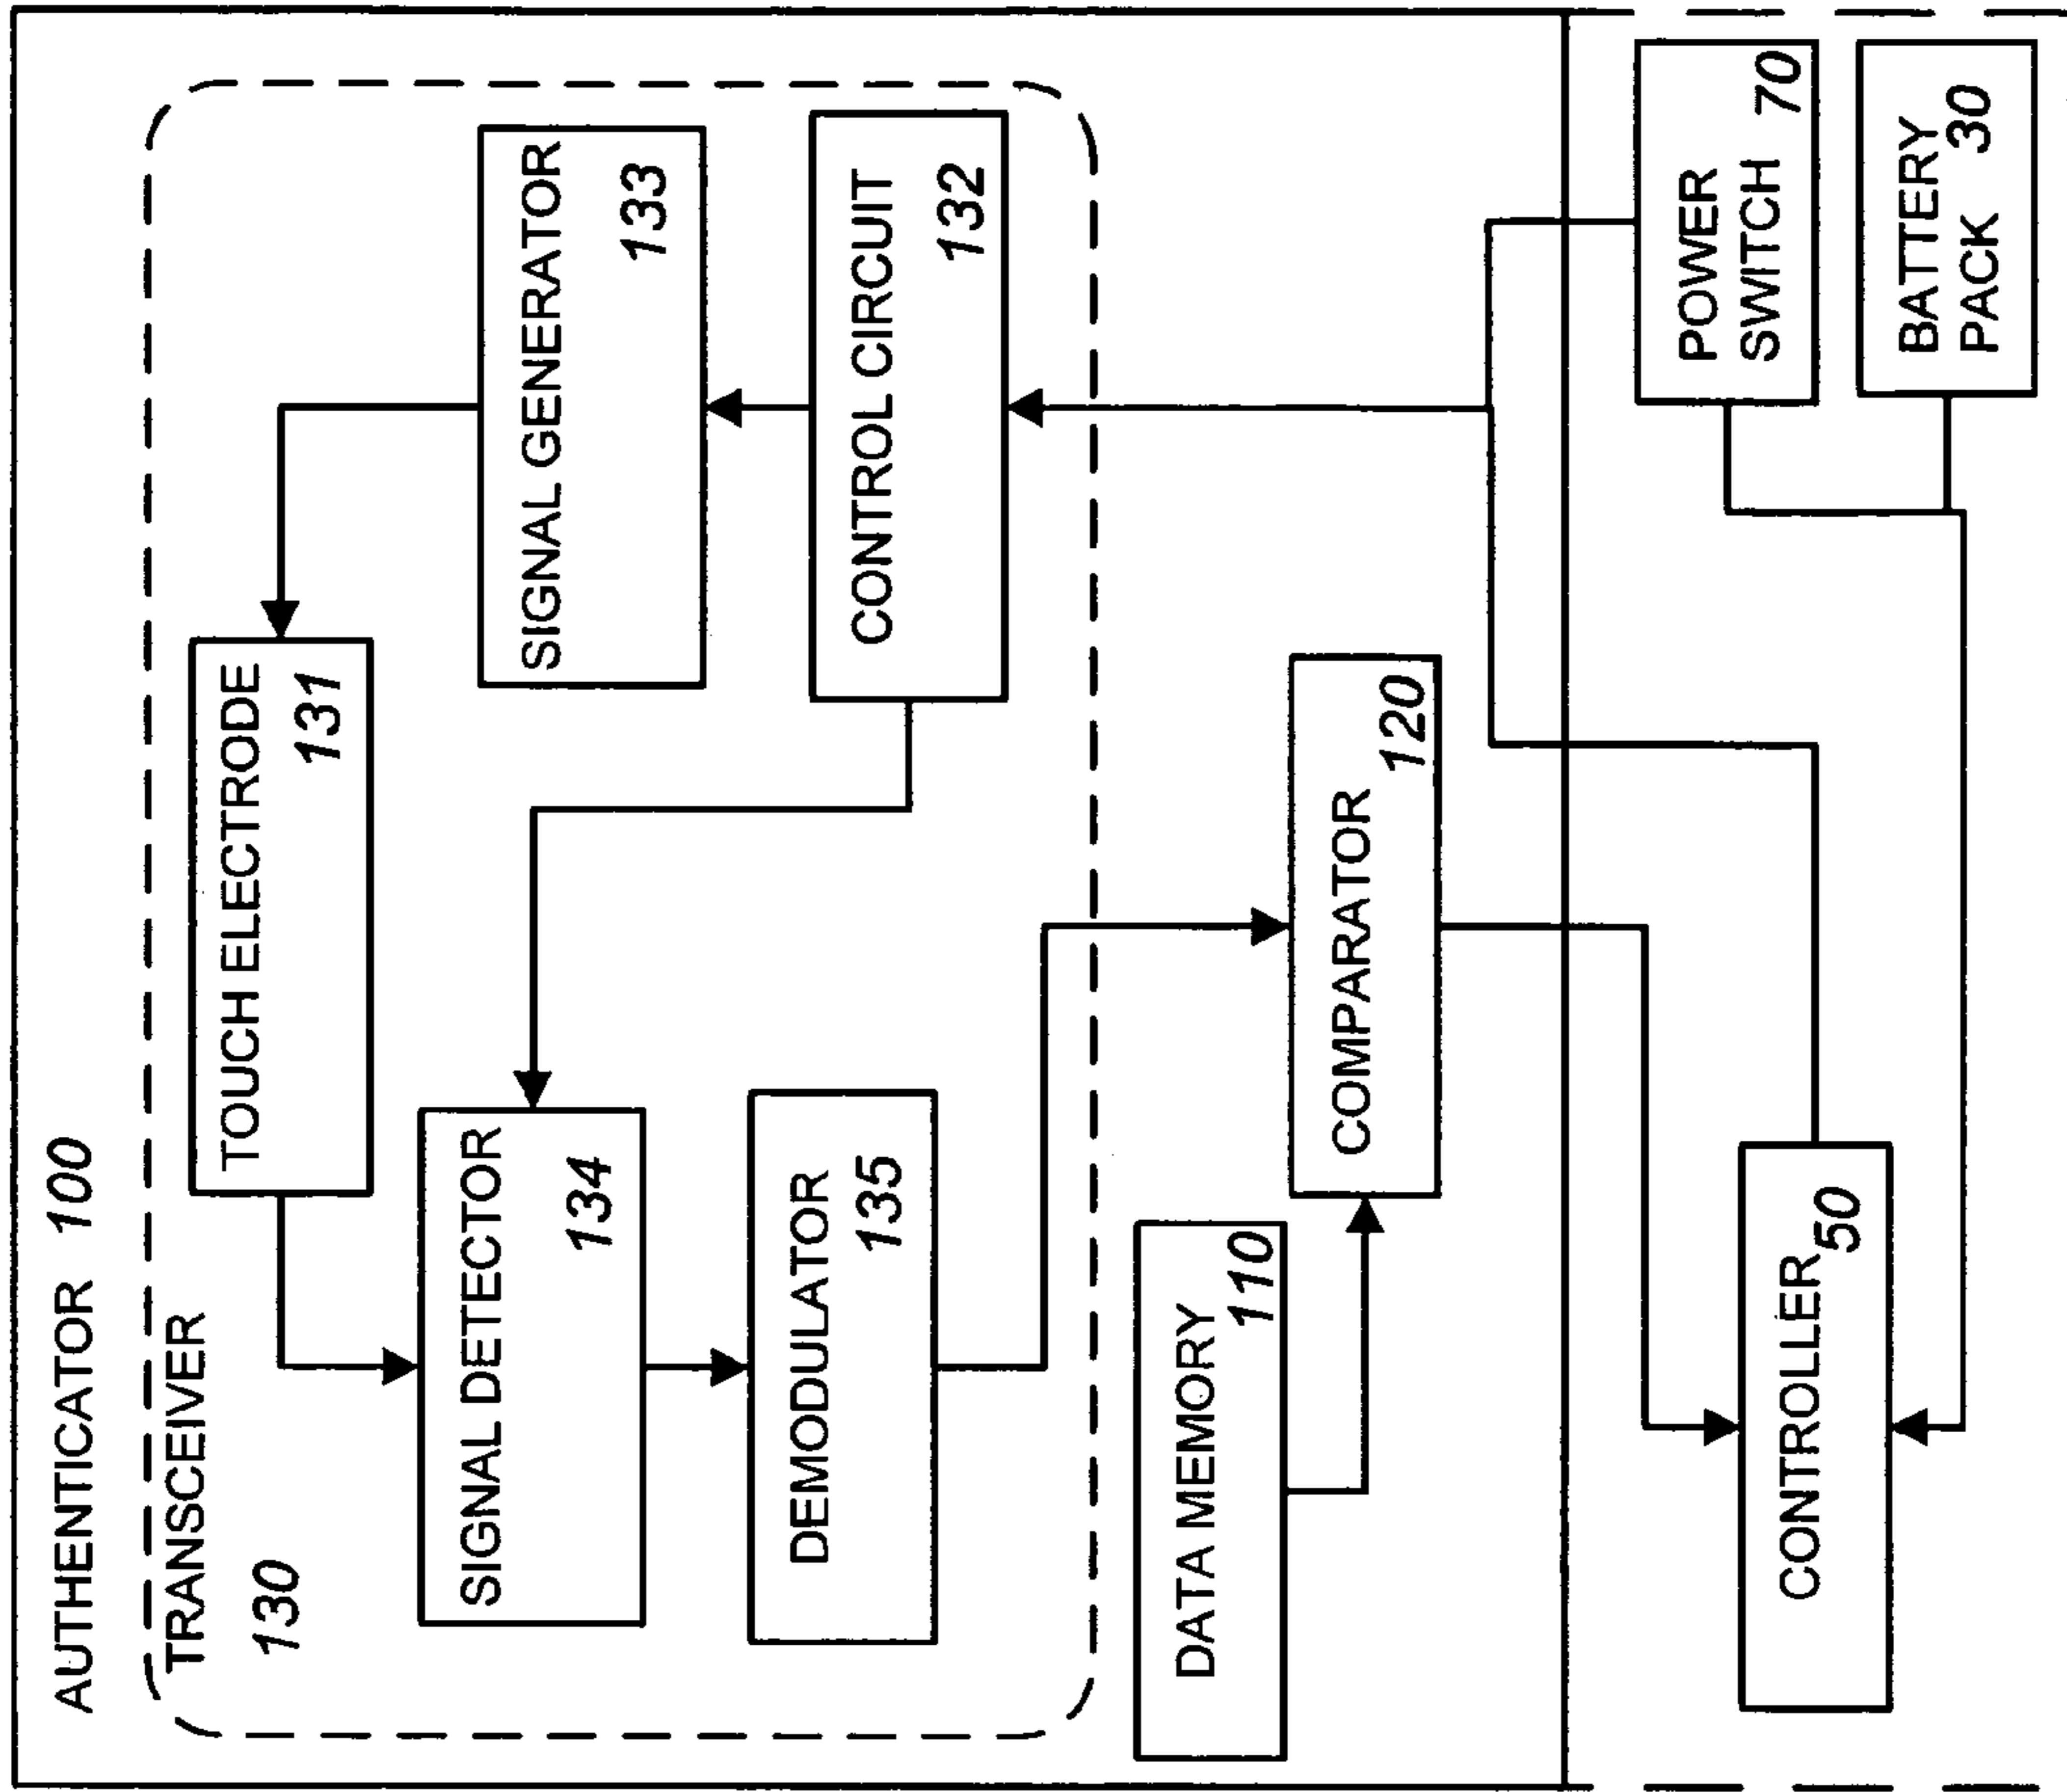 AUTHENTICATOR 100
TRANSCEIVER
130
TOUCH ELECTRODE
131
SIGNAL DETECTOR
134
SIGNAL GENERATOR
133
DEMODULATOR
135
CONTROL CIRCUIT
132
DATA MEMORY
110
COMPARATOR
120
CONTROLLER
50
POWER
SWITCH 70
BATTERY
PACK 30